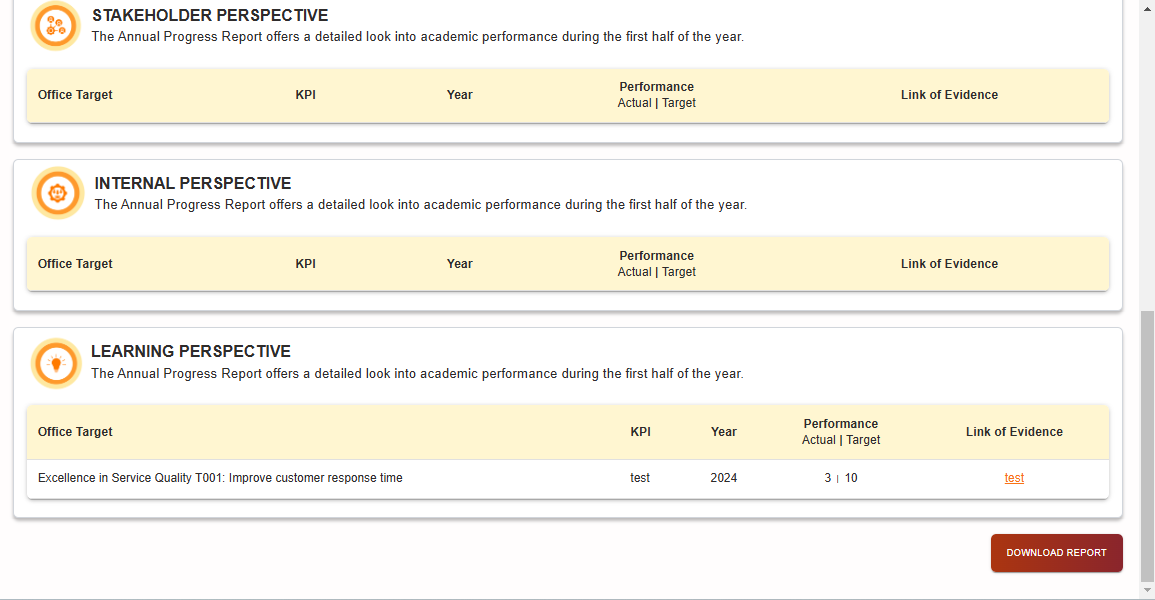 STAKEHOLDER PERSPECTIVE
The Annual Progress Report offers a detailed look into academic performance during the first half of the year.
Office Target KPI Year Performance Actual | Target Link of Evidence
INTERNAL PERSPECTIVE
The Annual Progress Report offers a detailed look into academic performance during the first half of the year.
Office Target KPI Year Performance Actual | Target Link of Evidence
LEARNING PERSPECTIVE
The Annual Progress Report offers a detailed look into academic performance during the first half of the year.
Office Target KPI Year Performance Actual | Target Link of Evidence
Excellence in Service Quality T001: Improve customer response time test 2024 3 | 10 test
DOWNLOAD REPORT